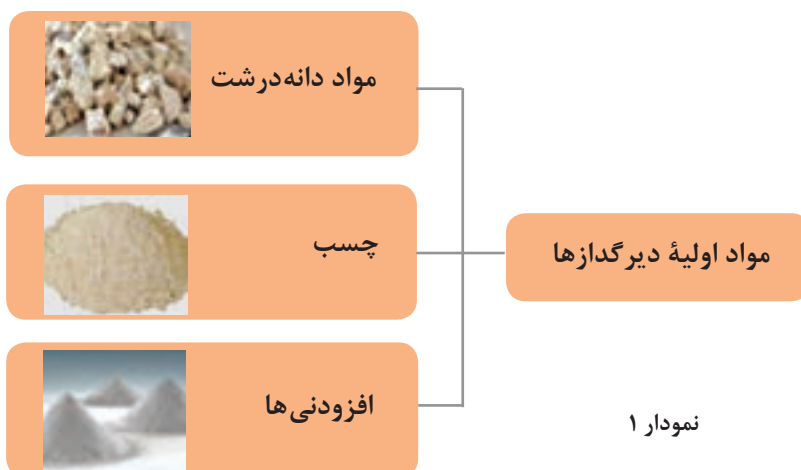 مواد اولیهٔ دیرگدازها
مواد دانه‌درشت
چسب
افزودنی‌ها
نمودار ۱